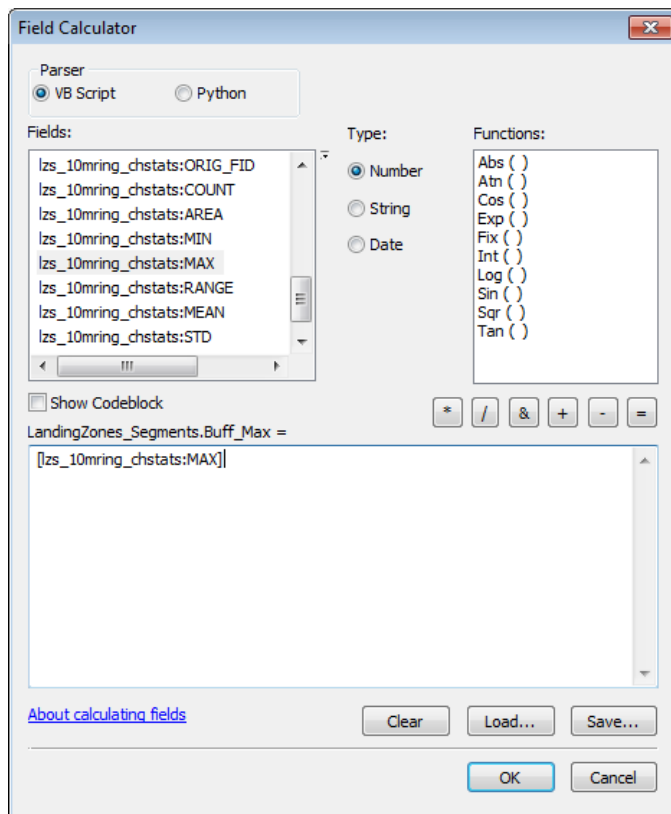 Field Calculator
Parser
VB Script
Python
Fields:
lzs_10mring_chstats:ORIG_FID
lzs_10mring_chstats:COUNT
lzs_10mring_chstats:AREA
lzs_10mring_chstats:MIN
lzs_10mring_chstats:MAX
lzs_10mring_chstats:RANGE
lzs_10mring_chstats:MEAN
lzs_10mring_chstats:STD
Type:
Number
String
Date
Functions:
Abs ( )
Atn ( )
Cos ( )
Exp ( )
Fix ( )
Int ( )
Log ( )
Sin ( )
Sqr ( )
Tan ( )
Show Codeblock
* / & + - =
LandingZones_Segments.Buff_Max =
[lzs_10mring_chstats:MAX]
About calculating fields
Clear
Load...
Save...
OK
Cancel